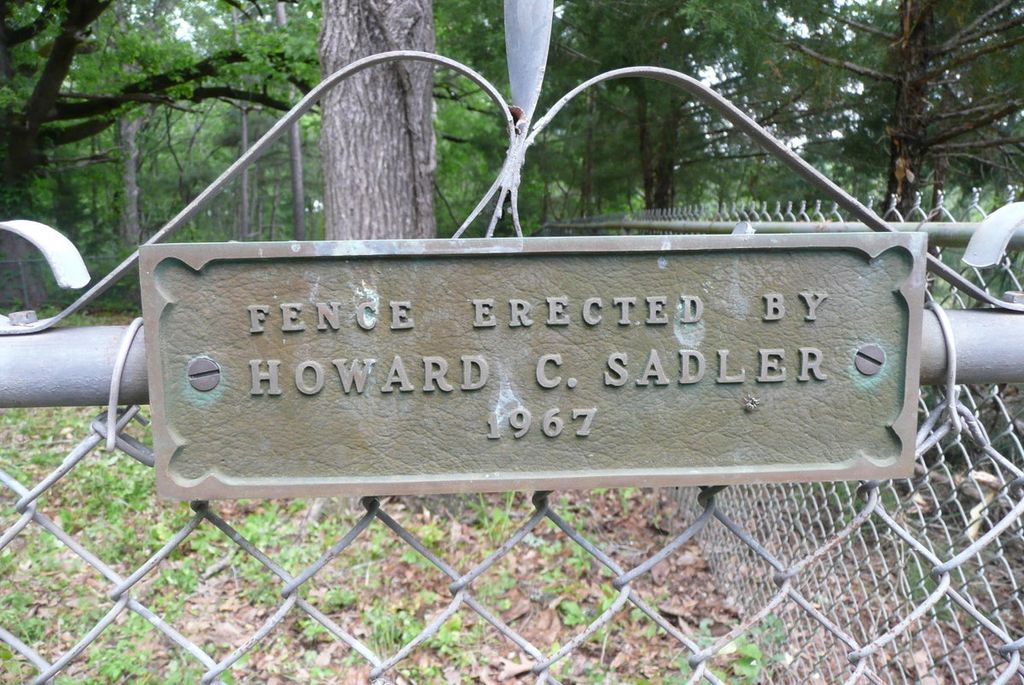 FENCE ERECTED BY
HOWARD C. SADLER
1967